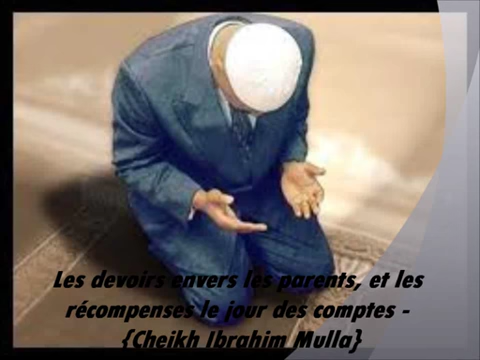 Les devoirs envers les parents, et les
récompenses le jour des comptes -
{Cheikh Ibrahim Mulla}